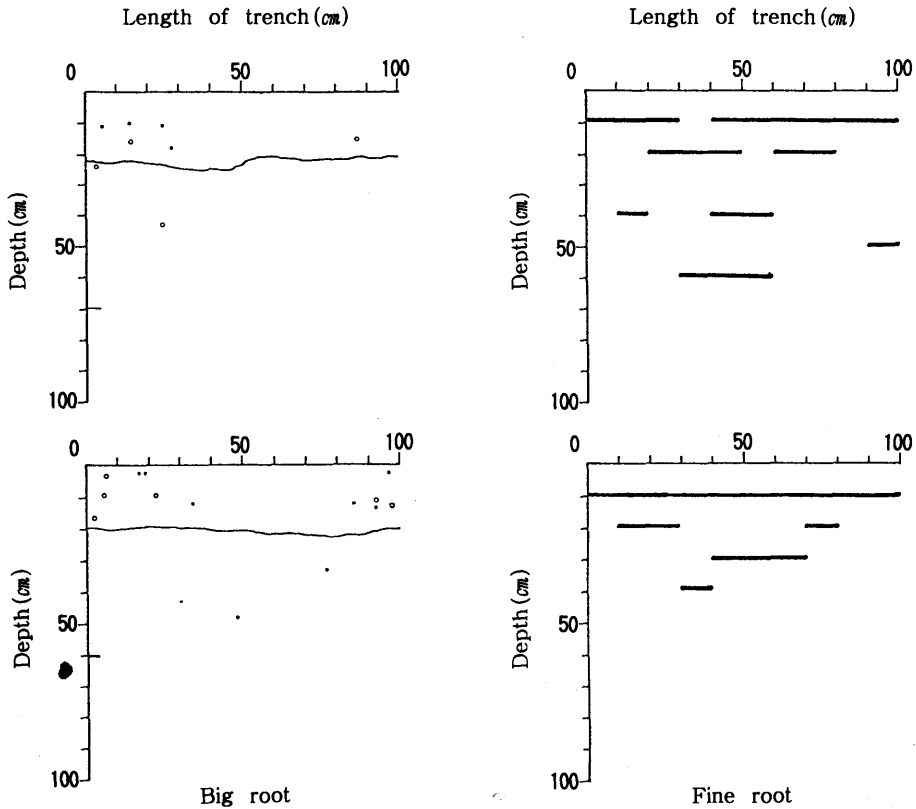 Length of trench(cm) Length of trench(cm)
0 50 100 0 50 100
Depth(cm) Depth(cm)
50 50
100 100
0 50 100 0 50 100
Depth(cm) Depth(cm)
50 50
100 100
Big root Fine root